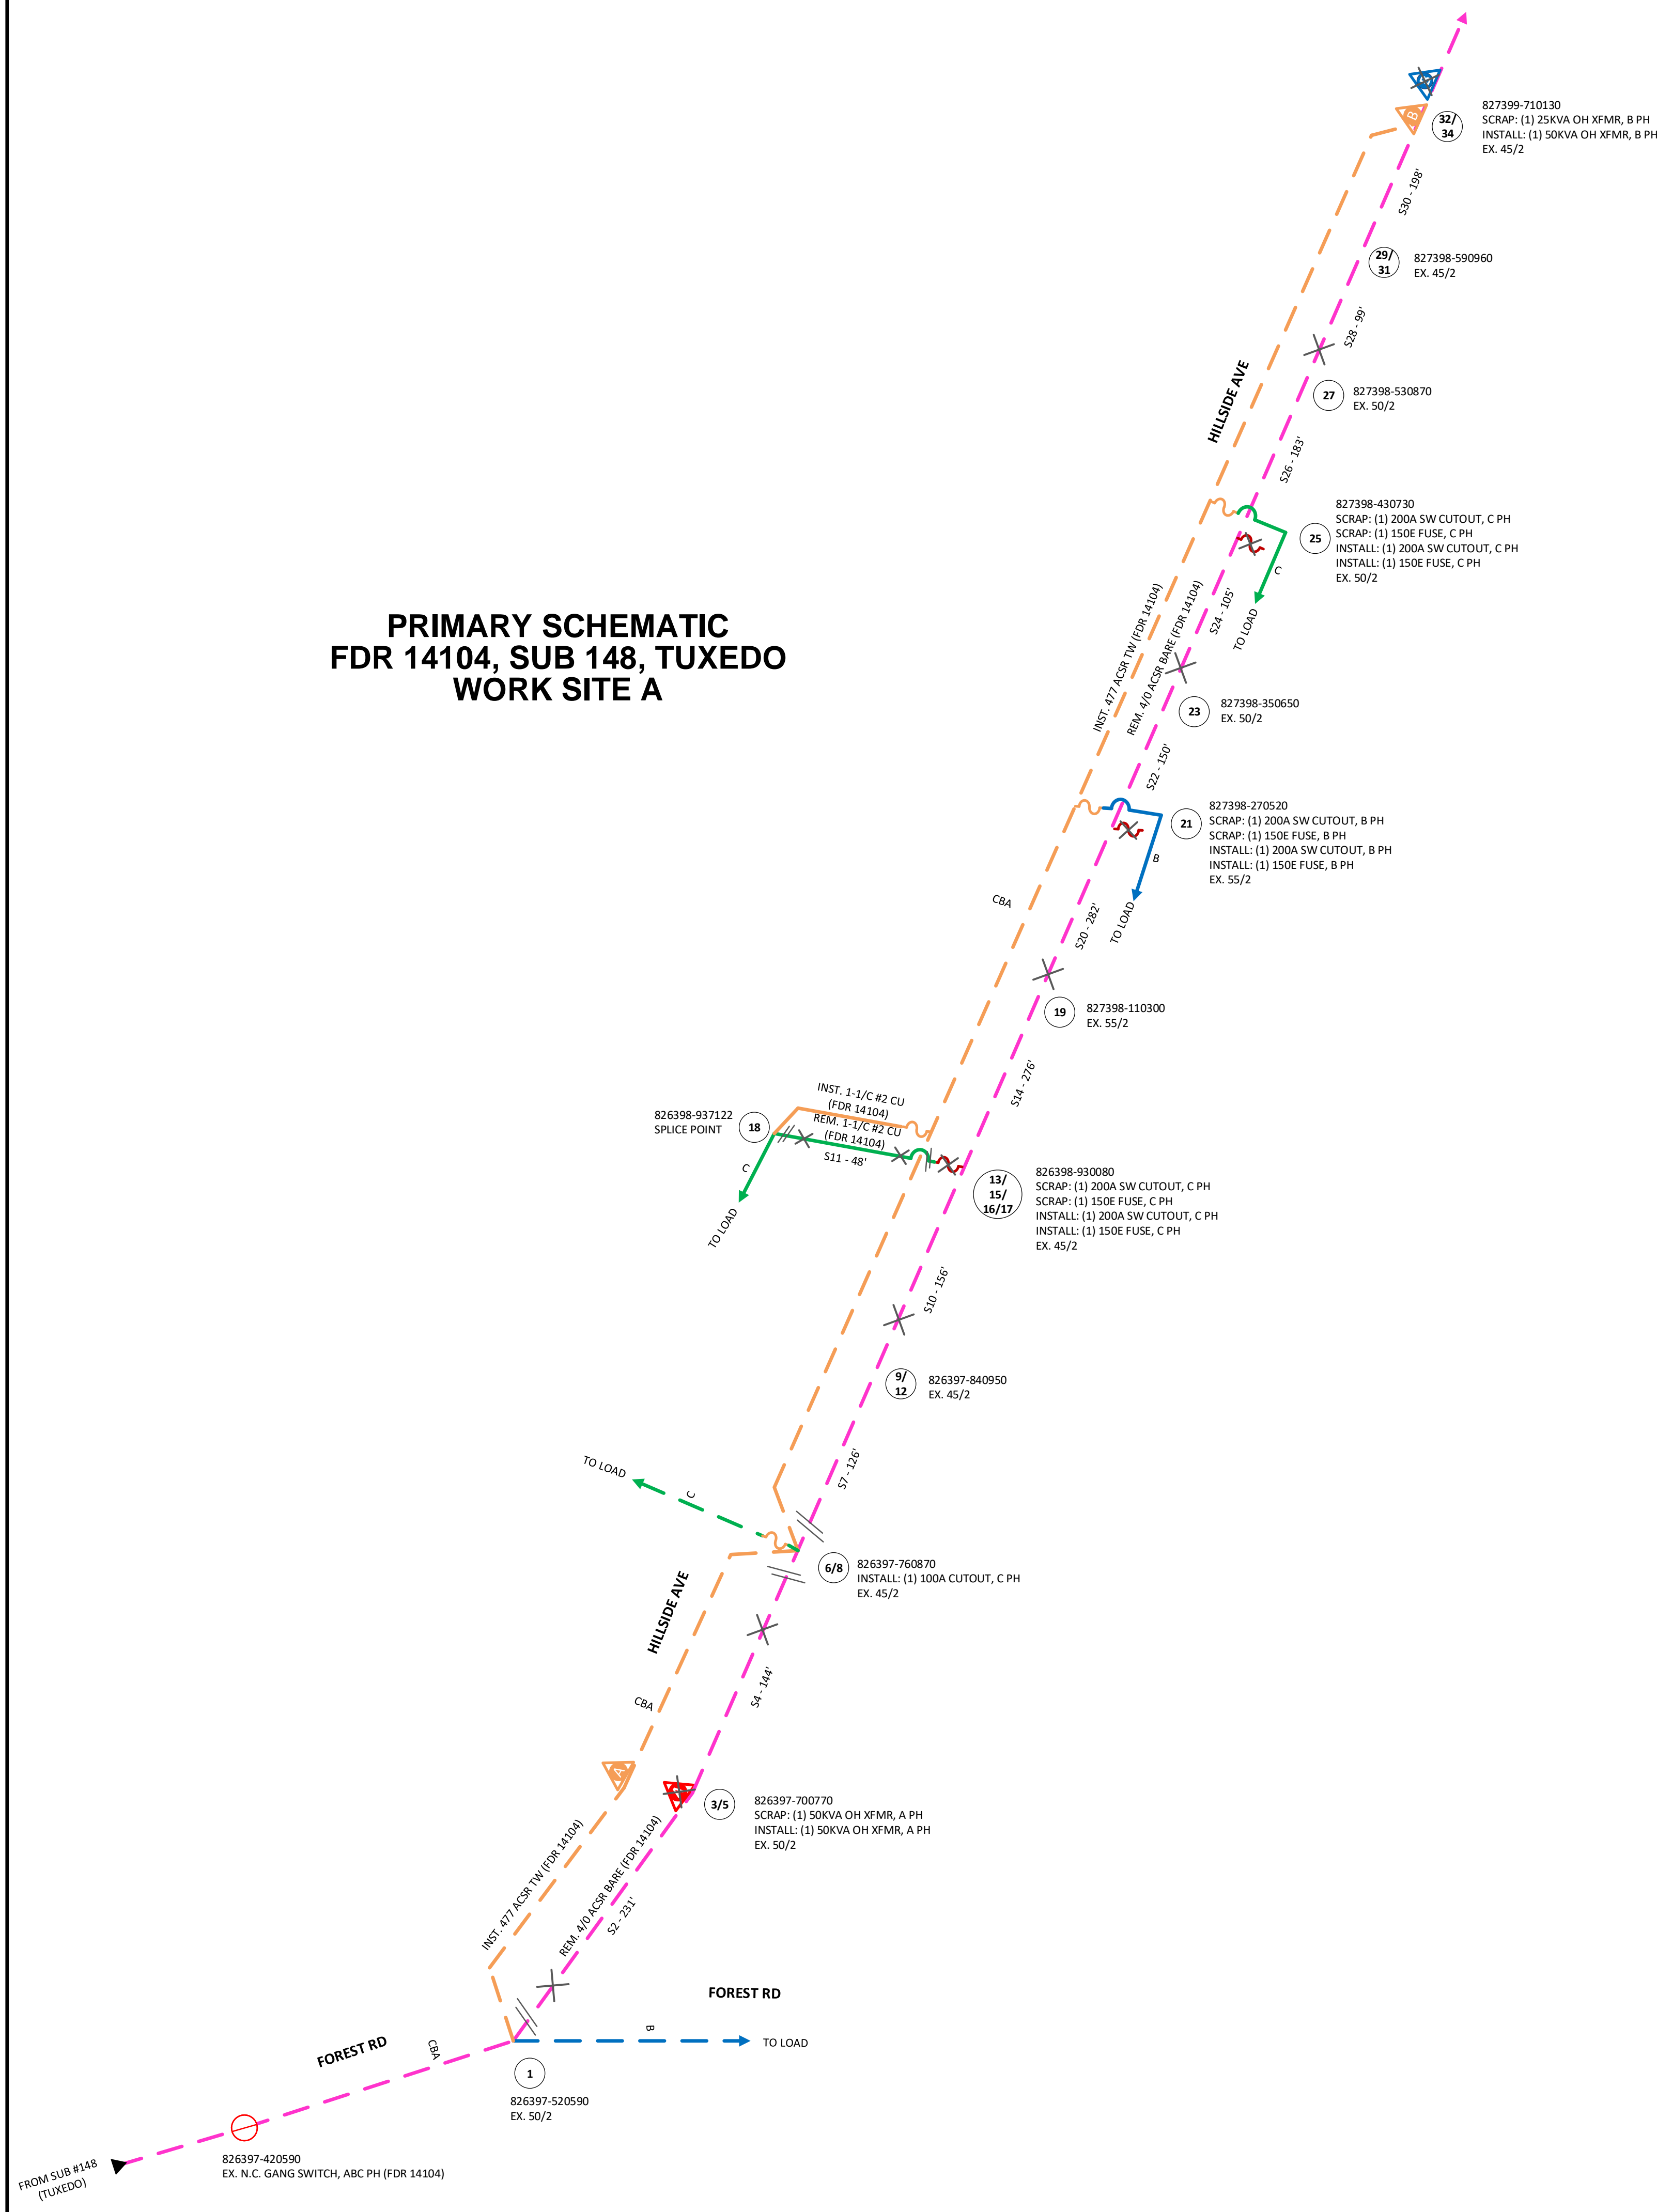 827399-710130
SCRAP: (1) 25KVA OH XFMR, B PH
INSTALL: (1) 50KVA OH XFMR, B PH
EX. 45/2
32/
34
B
S30 - 198'
29/
31
827398-590960
EX. 45/2
S28 - 99'
HILLSIDE AVE
27
827398-530870
EX. 50/2
S26 - 183'
827398-430730
SCRAP: (1) 200A SW CUTOUT, C PH
SCRAP: (1) 150E FUSE, C PH
INSTALL: (1) 200A SW CUTOUT, C PH
INSTALL: (1) 150E FUSE, C PH
EX. 50/2
25
C
TO LOAD
S24 - 105'
INST. 477 ACSR TW (FDR 14104)
REM. 4/0 ACSR BARE (FDR 14104)
PRIMARY SCHEMATIC
FDR 14104, SUB 148, TUXEDO
WORK SITE A
23
827398-350650
EX. 50/2
S22 - 150'
827398-270520
SCRAP: (1) 200A SW CUTOUT, B PH
SCRAP: (1) 150E FUSE, B PH
INSTALL: (1) 200A SW CUTOUT, B PH
INSTALL: (1) 150E FUSE, B PH
EX. 55/2
21
B
TO LOAD
CBA
S20 - 282'
19
827398-110300
EX. 55/2
S14 - 276'
INST. 1-1/C #2 CU
(FDR 14104)
REM. 1-1/C #2 CU
(FDR 14104)
S11 - 48'
826398-937122
SPLICE POINT
18
C
TO LOAD
13/
15/
16/17
826398-930080
SCRAP: (1) 200A SW CUTOUT, C PH
SCRAP: (1) 150E FUSE, C PH
INSTALL: (1) 200A SW CUTOUT, C PH
INSTALL: (1) 150E FUSE, C PH
EX. 45/2
S10 - 156'
9/
12
826397-840950
EX. 45/2
S7 - 126'
TO LOAD
C
6/8
826397-760870
INSTALL: (1) 100A CUTOUT, C PH
EX. 45/2
HILLSIDE AVE
S4 - 144'
CBA
A
3/5
826397-700770
SCRAP: (1) 50KVA OH XFMR, A PH
INSTALL: (1) 50KVA OH XFMR, A PH
EX. 50/2
INST. 477 ACSR TW (FDR 14104)
REM. 4/0 ACSR BARE (FDR 14104)
S2 - 231'
FOREST RD
B
TO LOAD
FOREST RD
CBA
1
826397-520590
EX. 50/2
826397-420590
EX. N.C. GANG SWITCH, ABC PH (FDR 14104)
FROM SUB #148
(TUXEDO)